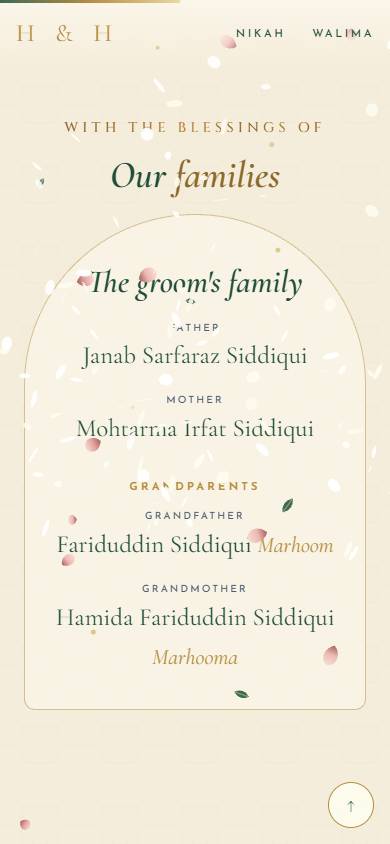 H & H
NIKAH WALIMA
WITH THE BLESSINGS OF
Our families
The groom's family
FATHER
Janab Sarfaraz Siddiqui
MOTHER
Mohtarma Irfat Siddiqui
GRANDPARENTS
GRANDFATHER
Fariduddin Siddiqui Marhoom
GRANDMOTHER
Hamida Fariduddin Siddiqui
Marhooma
↑